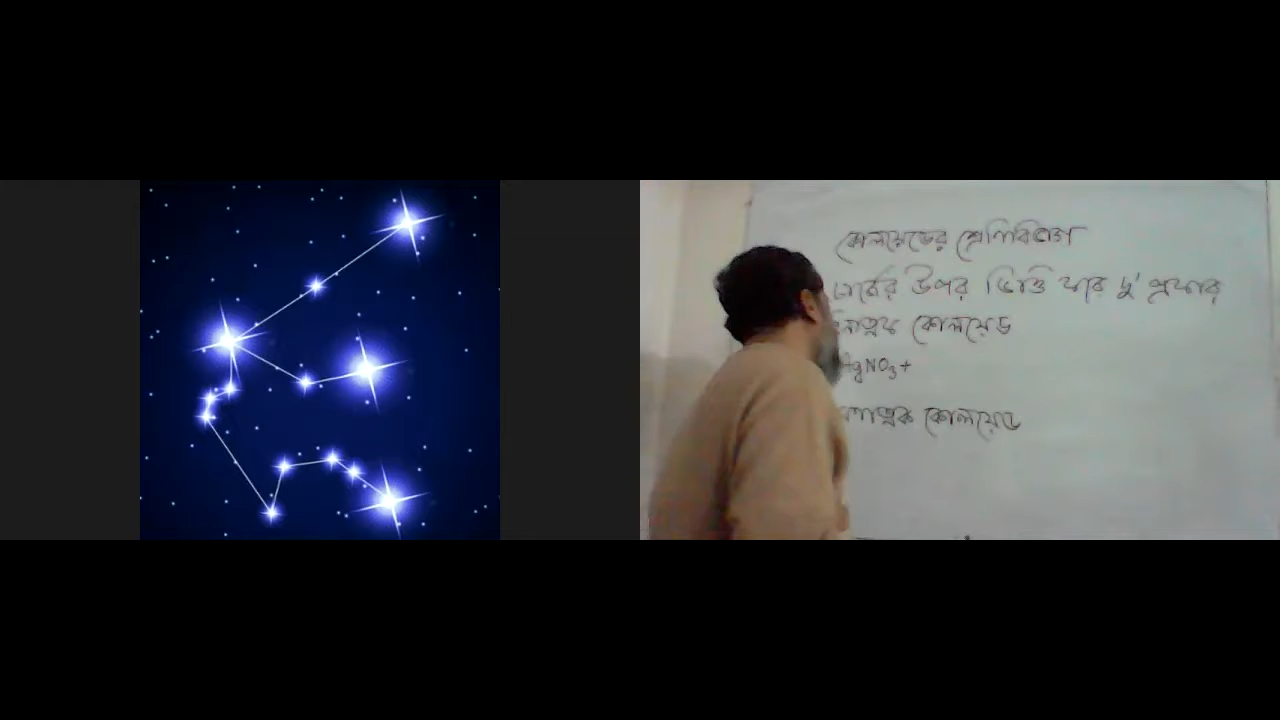 কোলয়েডের শ্রেণিবিভাগ
চার্জের উপর ভিত্তি করে দু' প্রকার
কোলয়েড
AgNO3+
কোলয়েড